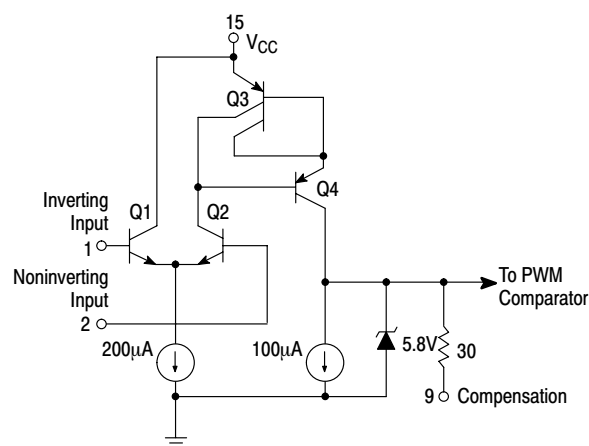 15
VCC
Q3
Q4
Inverting
Input
1
Q1
Q2
Noninverting
Input
2
To PWM
Comparator
200μA
100μA
5.8V
30
9
Compensation